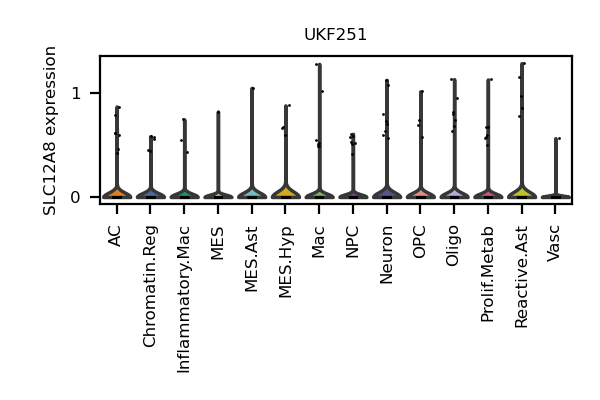 UKF251
SLC12A8 expression
1
0
AC
Chromatin.Reg
Inflammatory.Mac
MES
MES.Ast
MES.Hyp
Mac
NPC
Neuron
OPC
Oligo
Prolif.Metab
Reactive.Ast
Vasc